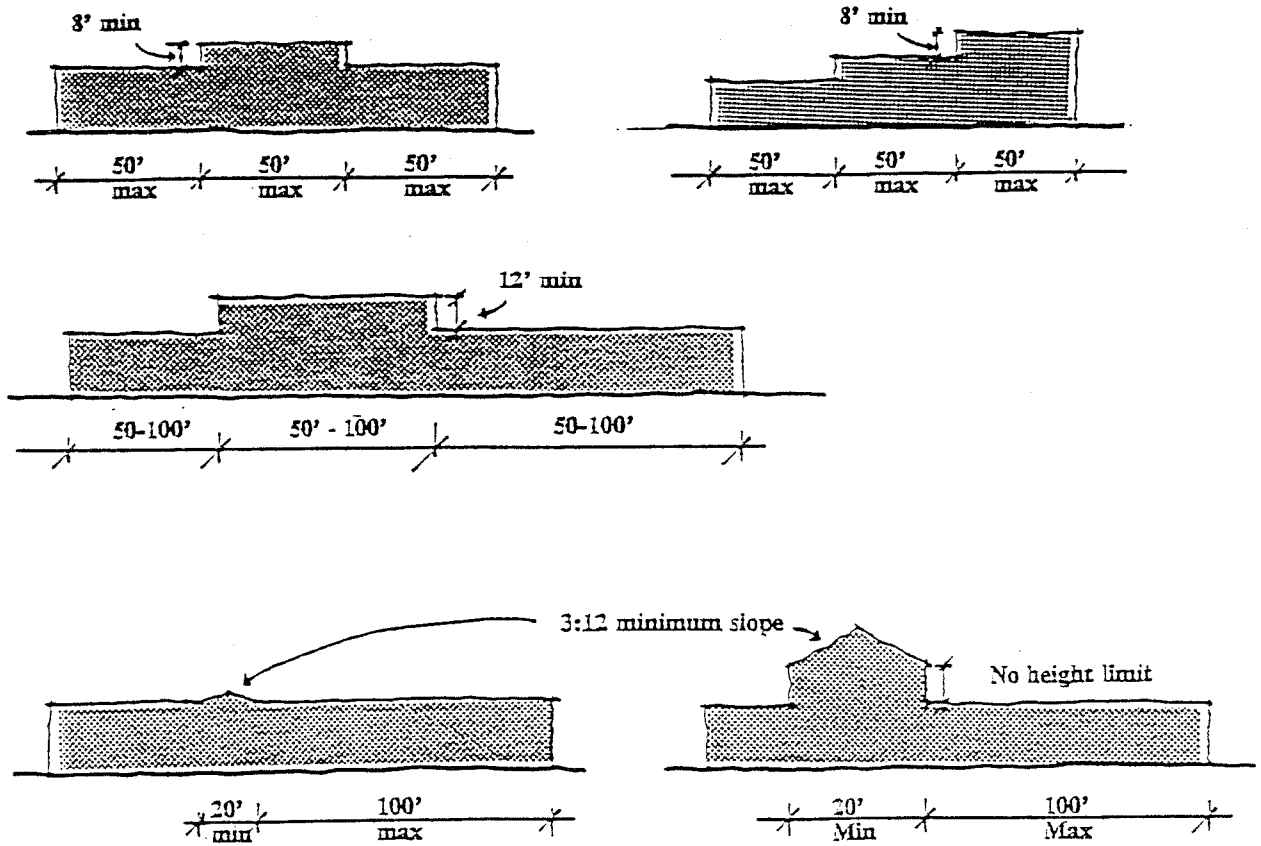 8' min
8' min
50'
max
50'
max
50'
max
50'
max
50'
max
50'
max
12' min
50-100'
50' - 100'
50-100'
3:12 minimum slope
No height limit
20'
min
100'
max
20'
Min
100'
Max